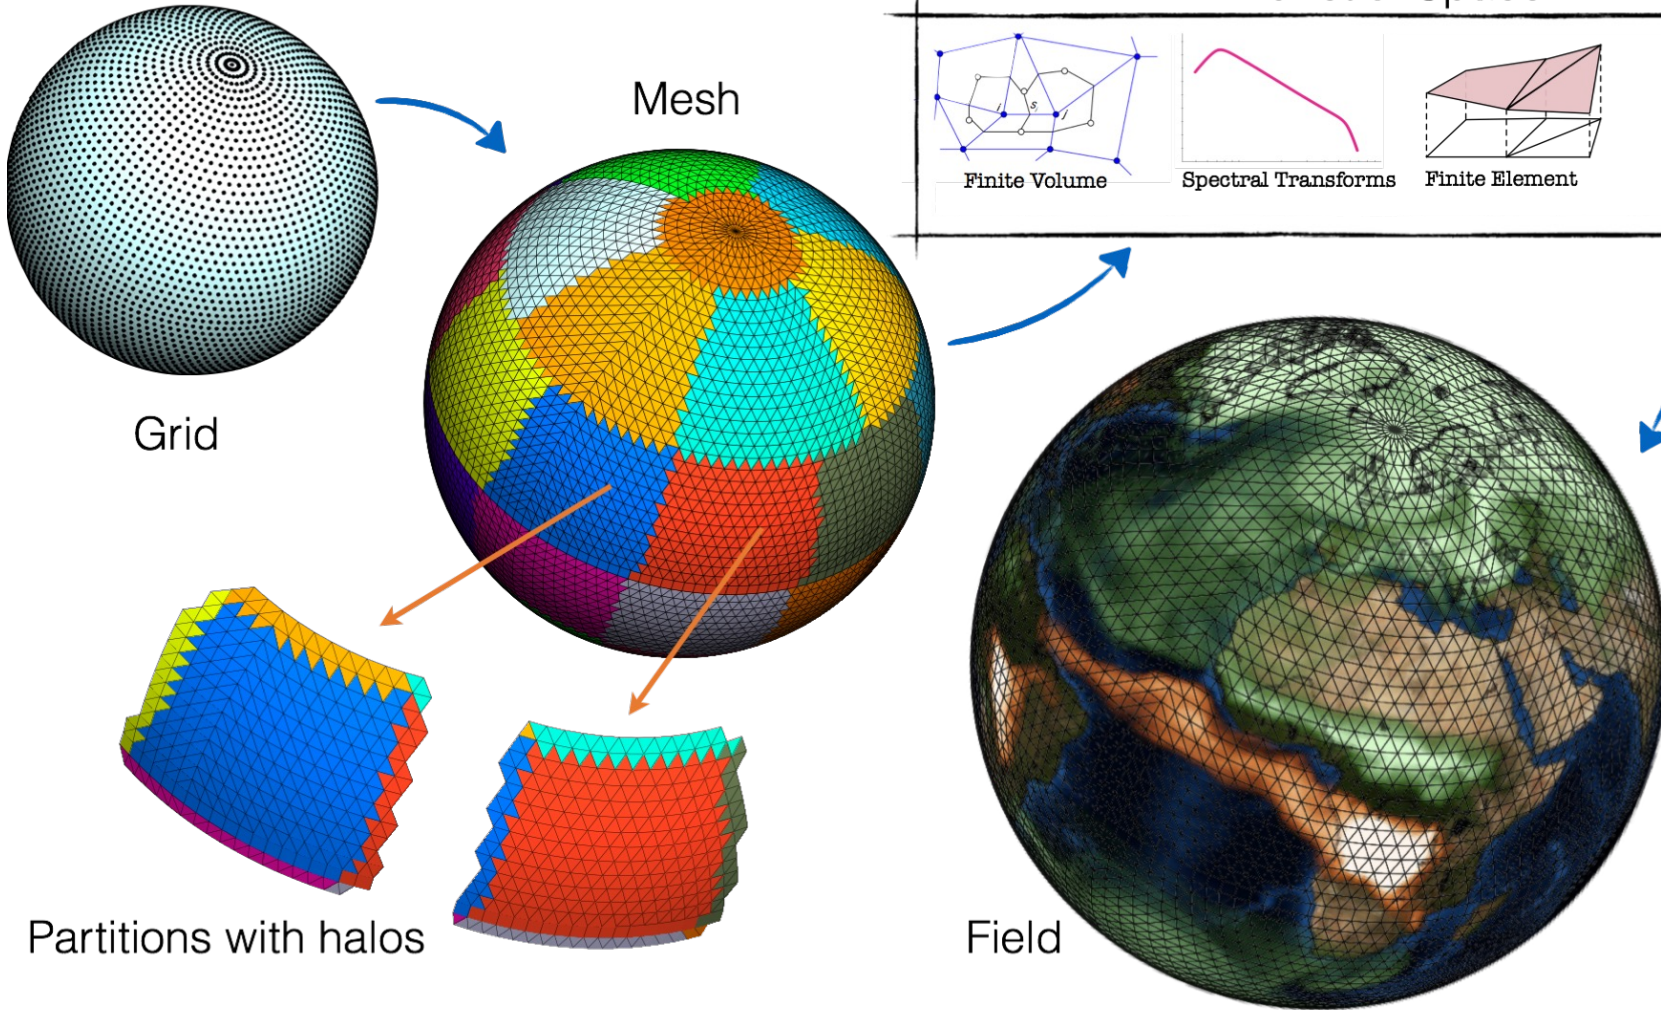 Mesh
Finite Volume
Spectral Transforms
Finite Element
Grid
Partitions with halos
Field